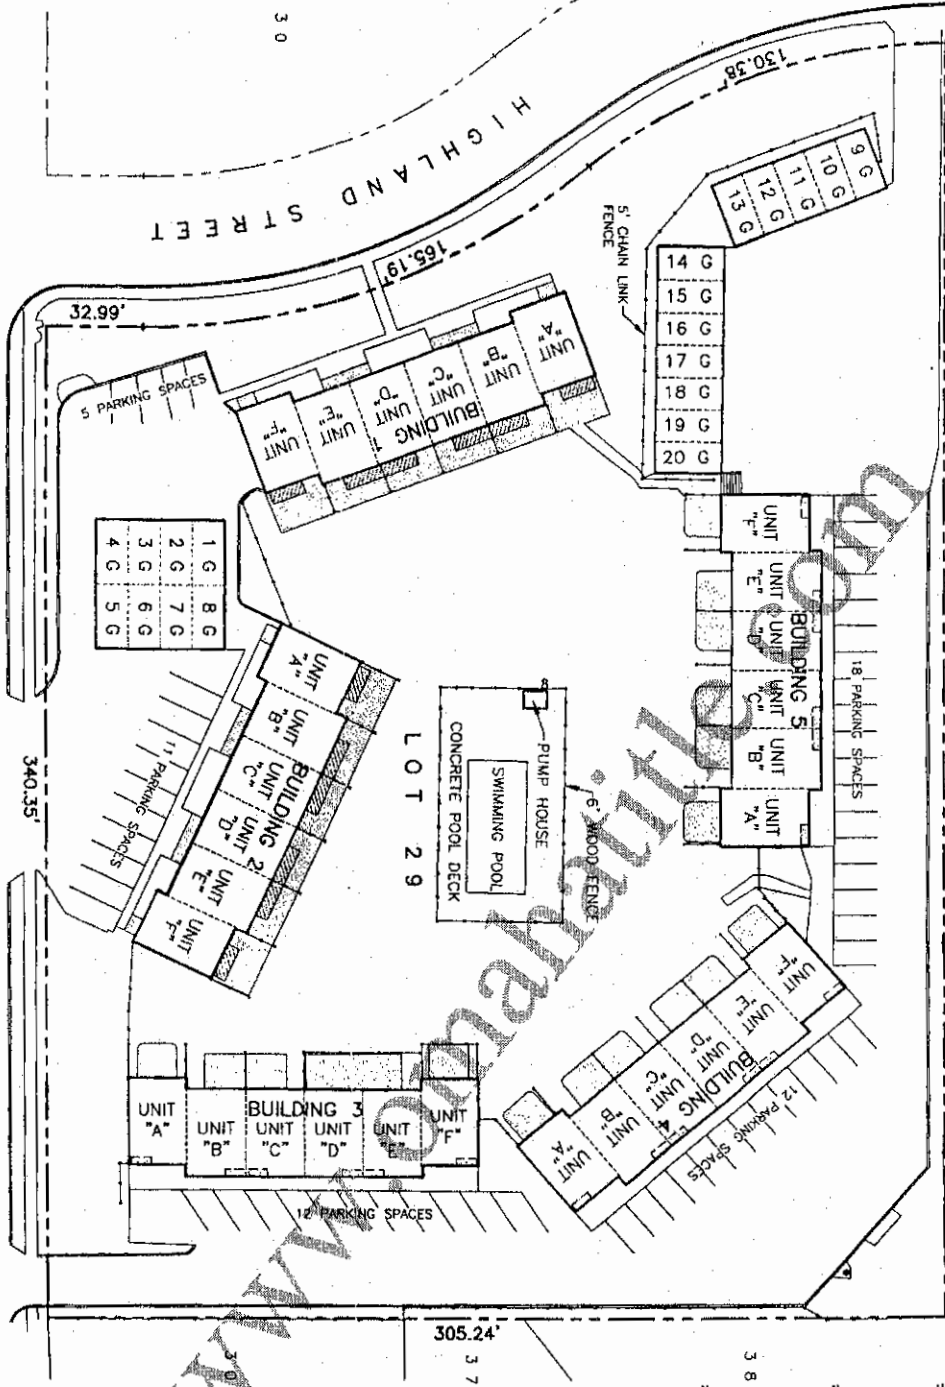 30
HIGHLAND STREET
130.38'
165.19'
32.99'
5' CHAIN LINK
FENCE
9 G
10 G
11 G
12 G
13 G
14 G
15 G
16 G
17 G
18 G
19 G
20 G
5 PARKING SPACES
BUILDING 1
UNIT "A"
UNIT "B"
UNIT "C"
UNIT "D"
UNIT "E"
UNIT "F"
1 G 8 G
2 G 7 G
3 G 6 G
4 G 5 G
BUILDING 5
UNIT "F"
UNIT "E"
UNIT "D"
UNIT "C"
UNIT "B"
UNIT "A"
18 PARKING SPACES
BUILDING 2
UNIT "A"
UNIT "B"
UNIT "C"
UNIT "D"
UNIT "E"
UNIT "F"
11 PARKING SPACES
340.35'
LOT 29
CONCRETE POOL DECK
SWIMMING POOL
PUMP HOUSE
6' WOOD FENCE
BUILDING 4
UNIT "F"
UNIT "E"
UNIT "D"
UNIT "C"
UNIT "B"
UNIT "A"
12 PARKING SPACES
BUILDING 3
UNIT "A"
UNIT "B"
UNIT "C"
UNIT "D"
UNIT "E"
UNIT "F"
12 PARKING SPACES
305.24'
37
38
www.omahatitle.com